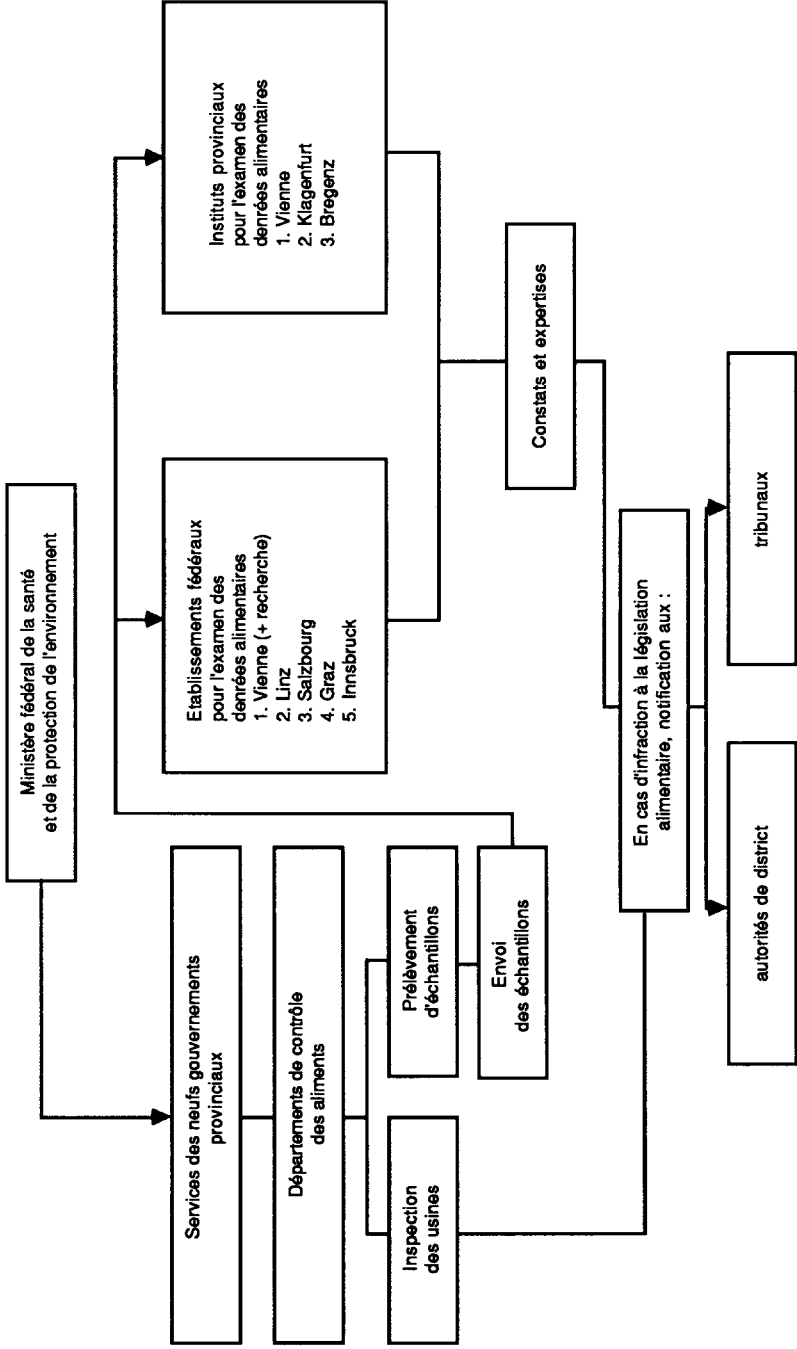 Ministère fédéral de la santé
et de la protection de l'environnement
Services des neufs gouvernements
provinciaux
Départements de contrôle
des aliments
Inspection
des usines
Prélèvement
d'échantillons
Envoi
des échantillons
Etablissements fédéraux
pour l'examen des
denrées alimentaires
1. Vienne (+ recherche)
2. Linz
3. Salzbourg
4. Graz
5. Innsbruck
Instituts provinciaux
pour l'examen des
denrées alimentaires
1. Vienne
2. Klagenfurt
3. Bregenz
Constats et expertises
En cas d'infraction à la législation
alimentaire, notification aux :
autorités de district
tribunaux